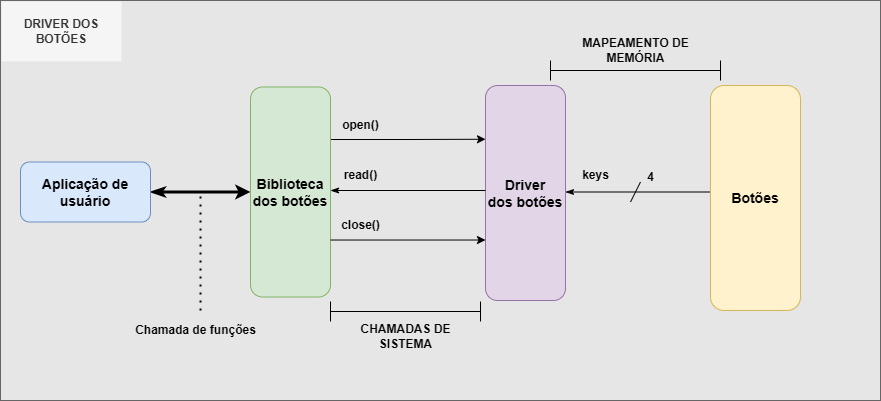 DRIVER DOS
BOTÕES
MAPEAMENTO DE
MEMÓRIA
open()
read()
close()
keys
4
Aplicação de
usuário
Biblioteca
dos botões
Driver
dos botões
Botões
Chamada de funções
CHAMADAS DE
SISTEMA